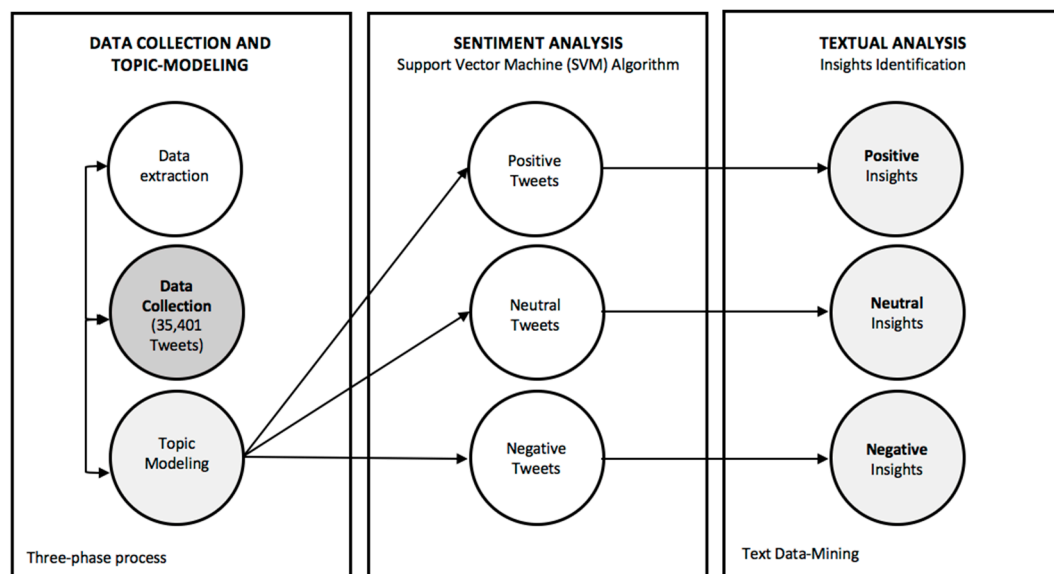 DATA COLLECTION AND
TOPIC-MODELING
Data
extraction
Data
Collection
(35,401
Tweets)
Topic
Modeling
Three-phase process
SENTIMENT ANALYSIS
Support Vector Machine (SVM) Algorithm
Positive
Tweets
Neutral
Tweets
Negative
Tweets
TEXTUAL ANALYSIS
Insights Identification
Positive
Insights
Neutral
Insights
Negative
Insights
Text Data-Mining